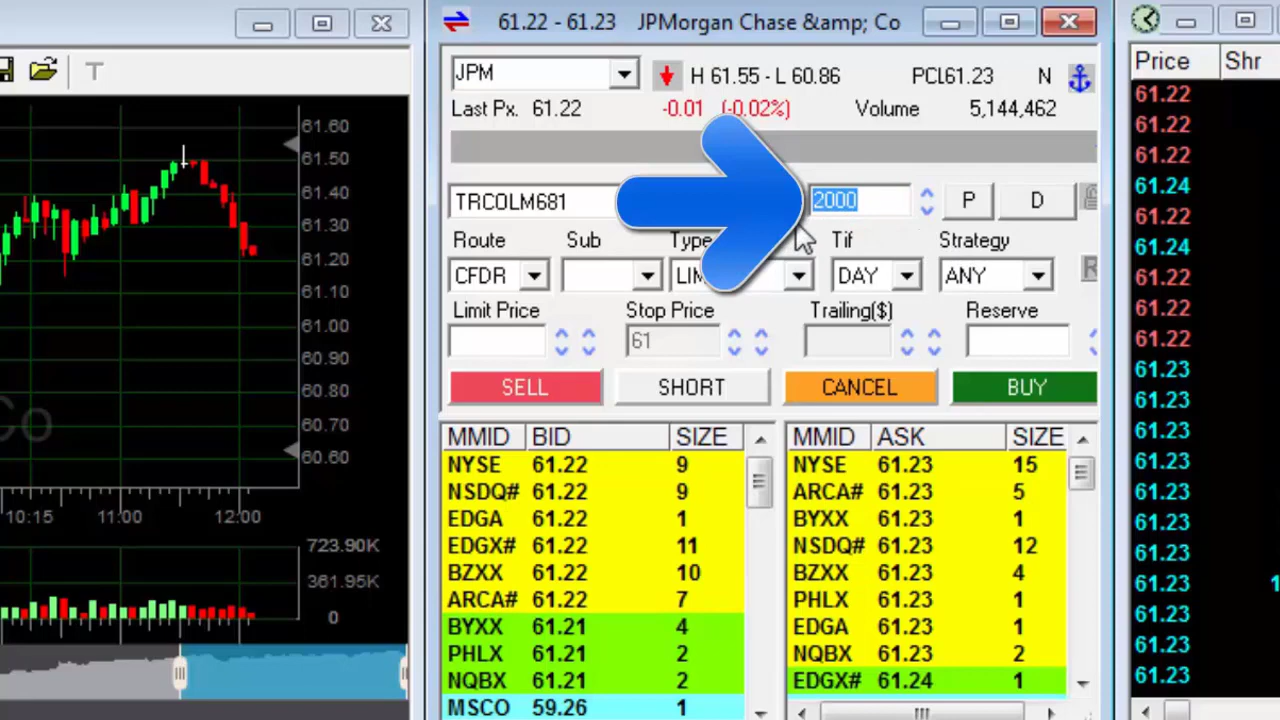 61.22 - 61.23 JPMorgan Chase &amp; Co
JPM H 61.55 - L 60.86 PCL61.23 N
Last Px. 61.22 -0.01 (-0.02%) Volume 5,144,462
TRCOLM681 2000 P D
Route Sub Type Tif Strategy
CFDR DAY ANY R
Limit Price Stop Price Trailing($) Reserve
61
SELL SHORT CANCEL BUY
MMID BID SIZE
NYSE 61.22 9
NSDQ# 61.22 9
EDGA 61.22 1
EDGX# 61.22 11
BZXX 61.22 10
ARCA# 61.22 7
BYXX 61.21 4
PHLX 61.21 2
NQBX 61.21 2
MSCO 59.26 1
MMID ASK SIZE
NYSE 61.23 15
ARCA# 61.23 5
BYXX 61.23 1
NSDQ# 61.23 12
BZXX 61.23 4
PHLX 61.23 1
EDGA 61.23 1
NQBX 61.23 2
EDGX# 61.24 1
T
61.60
61.50
61.40
61.30
61.20
61.10
61.00
60.90
60.80
60.70
60.60
Co
10:15 11:00 12:00
723.90K
361.95K
0
Price Shr
61.22
61.22
61.22
61.24
61.22
61.24
61.22
61.22
61.22
61.23
61.23
61.23
61.23
61.23
61.23
61.23
61.23 1
61.23
61.23
61.23